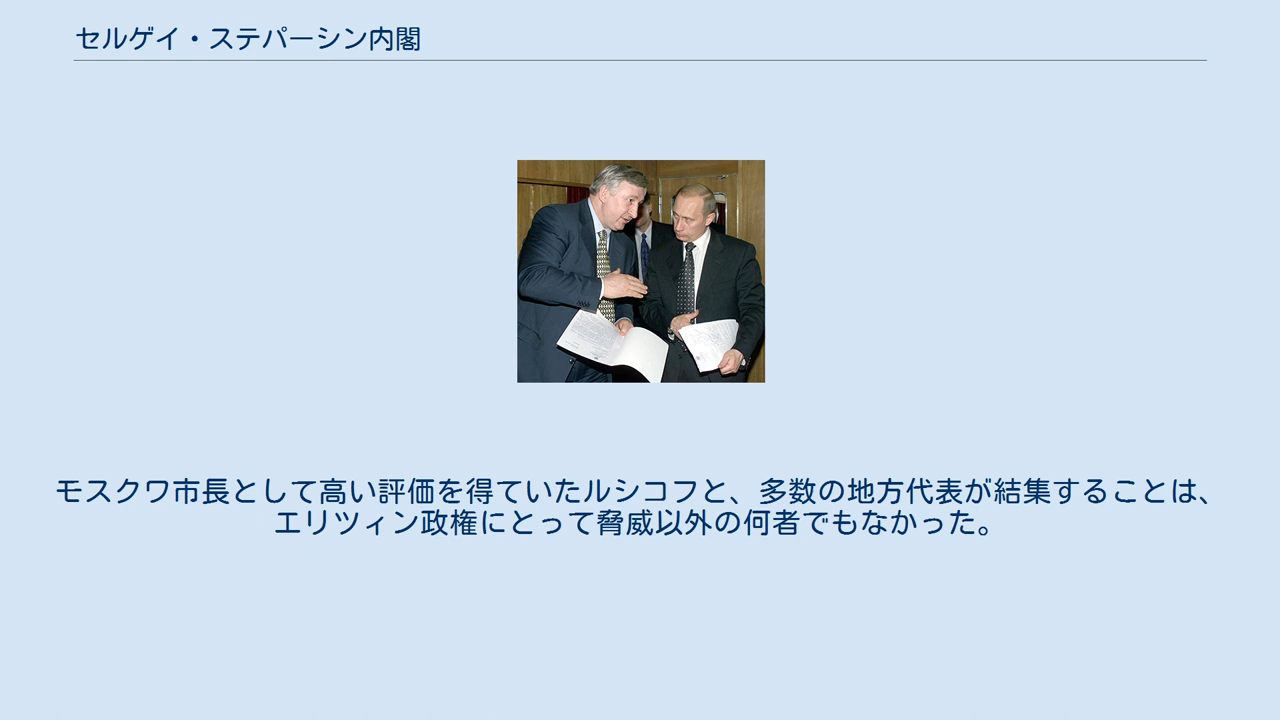 セルゲイ・ステパーシン内閣
モスクワ市長として高い評価を得ていたルシコフと、多数の地方代表が結集することは、
エリツィン政権にとって脅威以外の何者でもなかった。